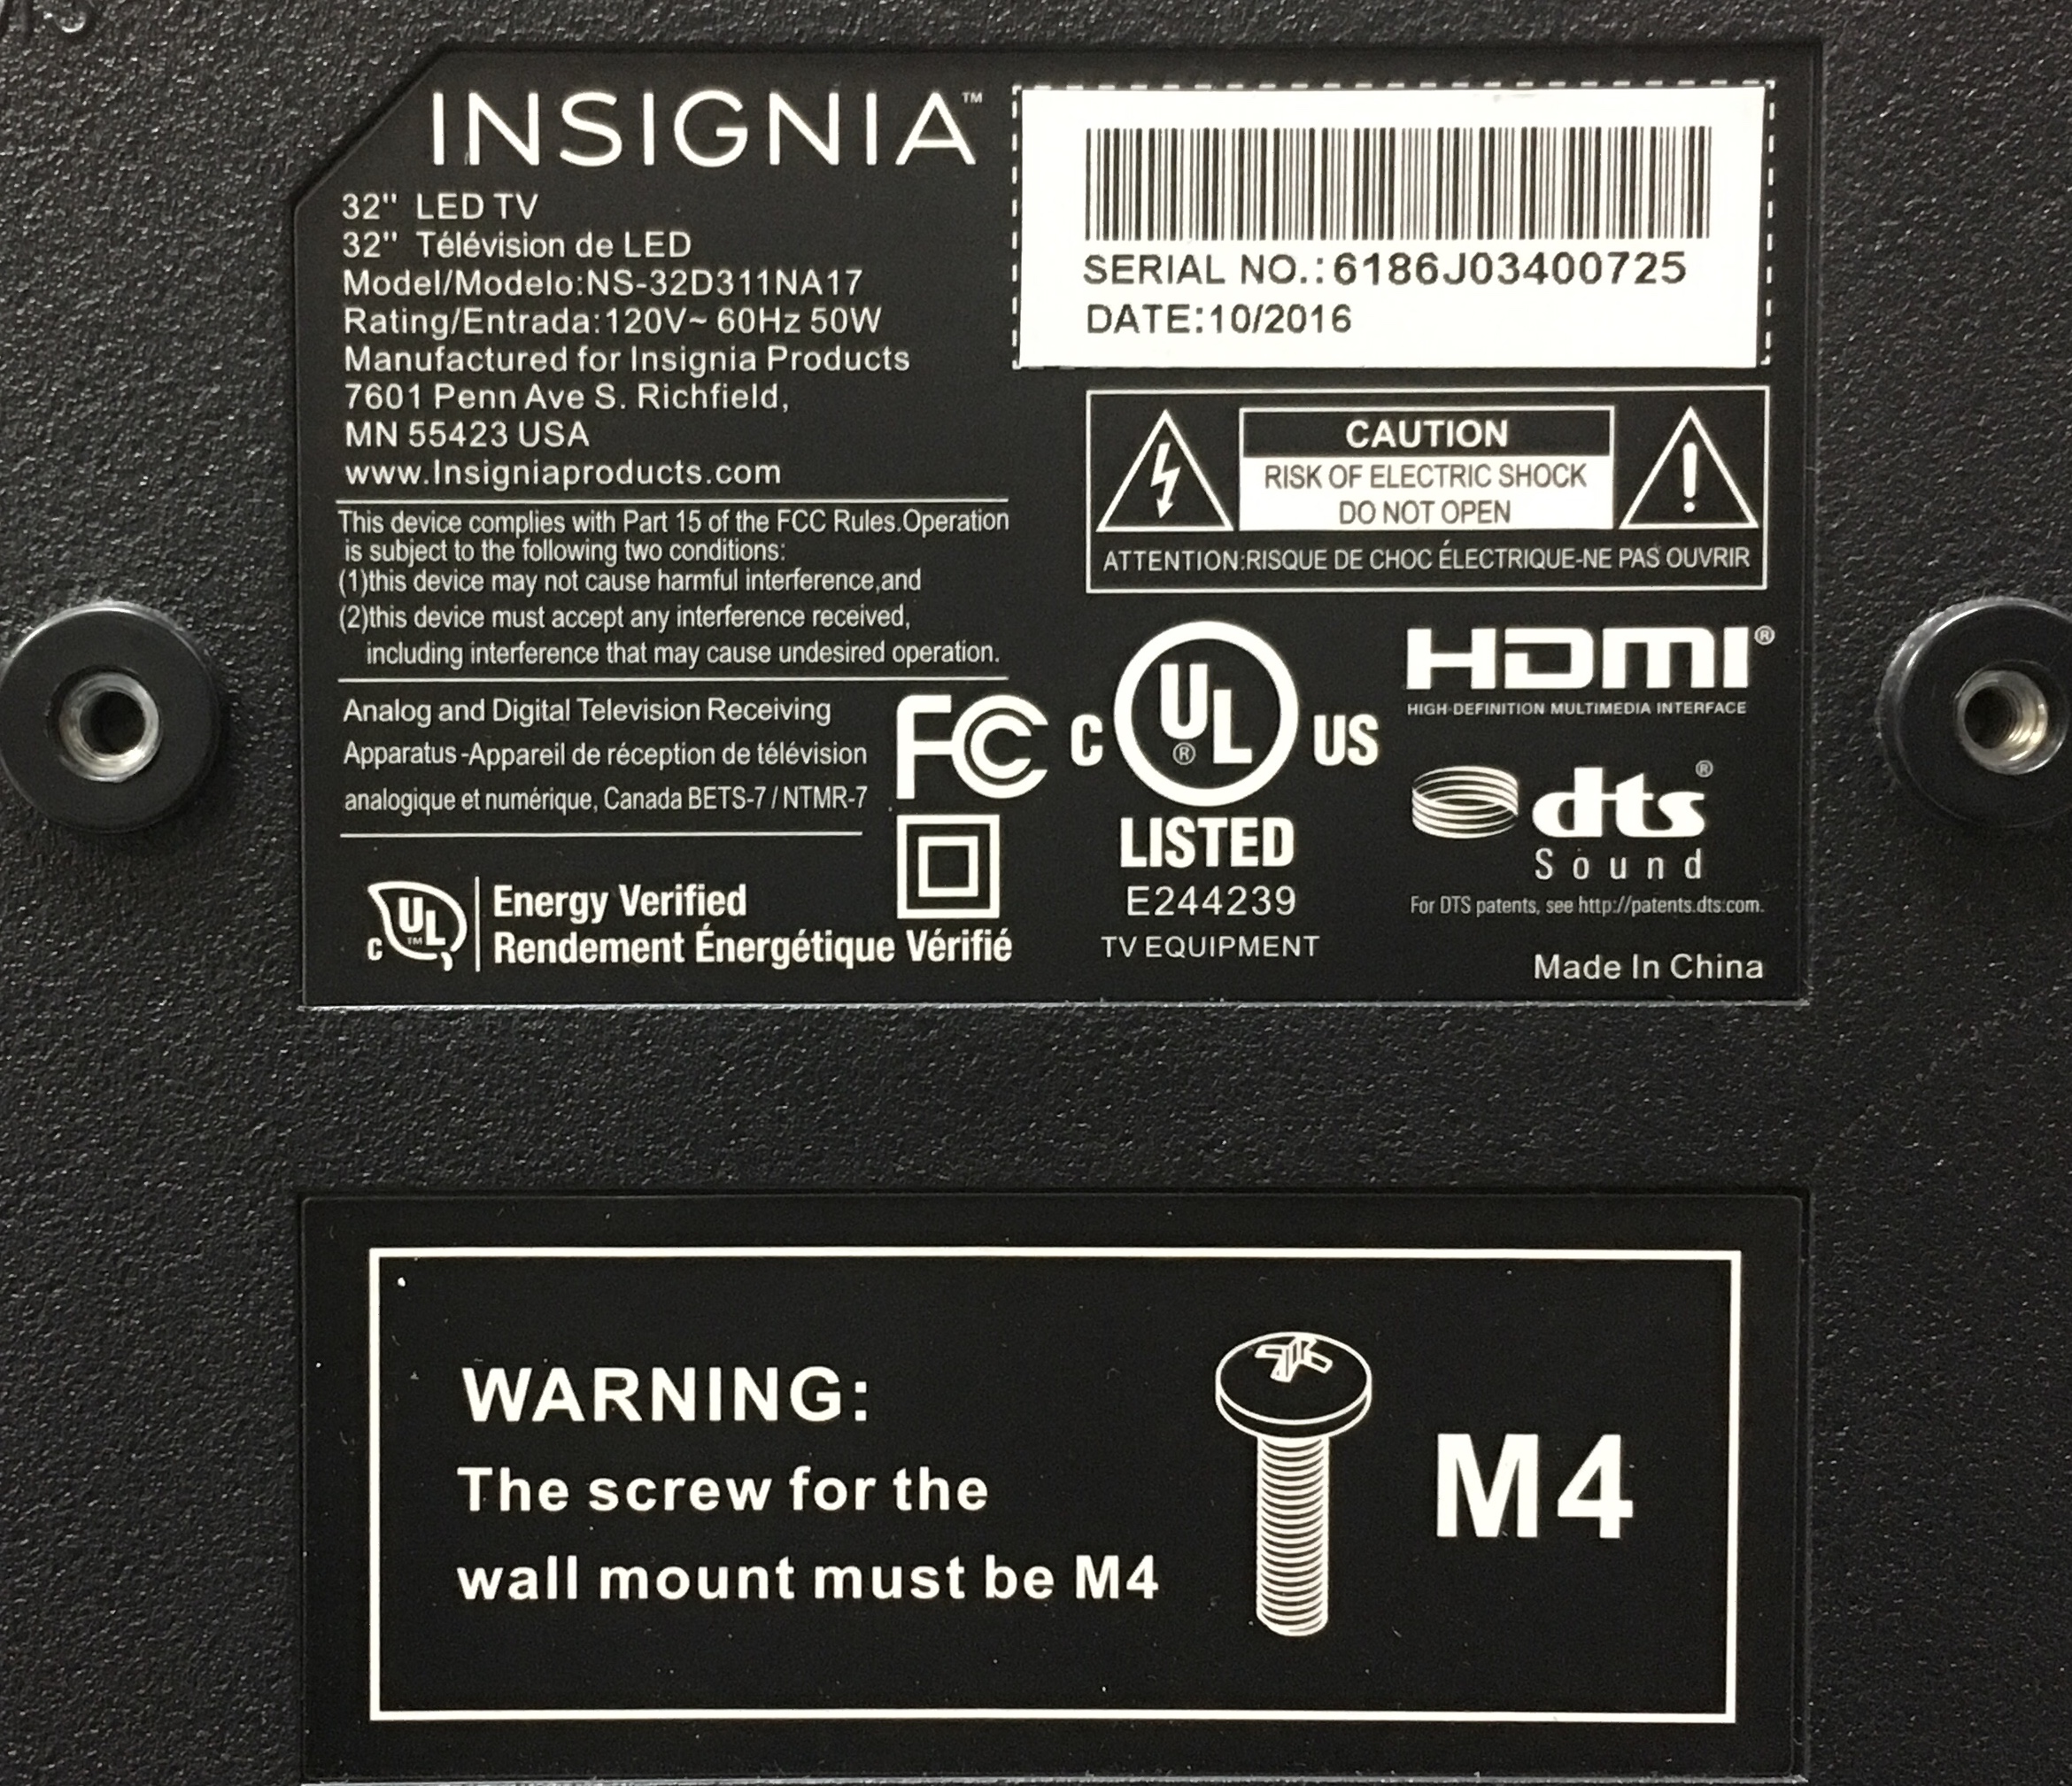 INSIGNIA™
32" LED TV
32" Télévision de LED
Model/Modelo:NS-32D311NA17
Rating/Entrada:120V~ 60Hz 50W
Manufactured for Insignia Products
7601 Penn Ave S. Richfield,
MN 55423 USA
www.Insigniaproducts.com
This device complies with Part 15 of the FCC Rules.Operation
is subject to the following two conditions:
(1)this device may not cause harmful interference,and
(2)this device must accept any interference received,
including interference that may cause undesired operation.
Analog and Digital Television Receiving
Apparatus -Appareil de réception de télévision
analogique et numérique, Canada BETS-7 / NTMR-7
FC
C UL ™
Energy Verified
Rendement Énergétique Vérifié
SERIAL NO.:6186J03400725
DATE:10/2016
CAUTION
RISK OF ELECTRIC SHOCK
DO NOT OPEN
ATTENTION:RISQUE DE CHOC ÉLECTRIQUE-NE PAS OUVRIR
C UL ® US
LISTED
E244239
TV EQUIPMENT
HDMI®
HIGH-DEFINITION MULTIMEDIA INTERFACE
dts®
Sound
For DTS patents, see http://patents.dts.com.
Made In China
WARNING:
The screw for the
wall mount must be M4
M4